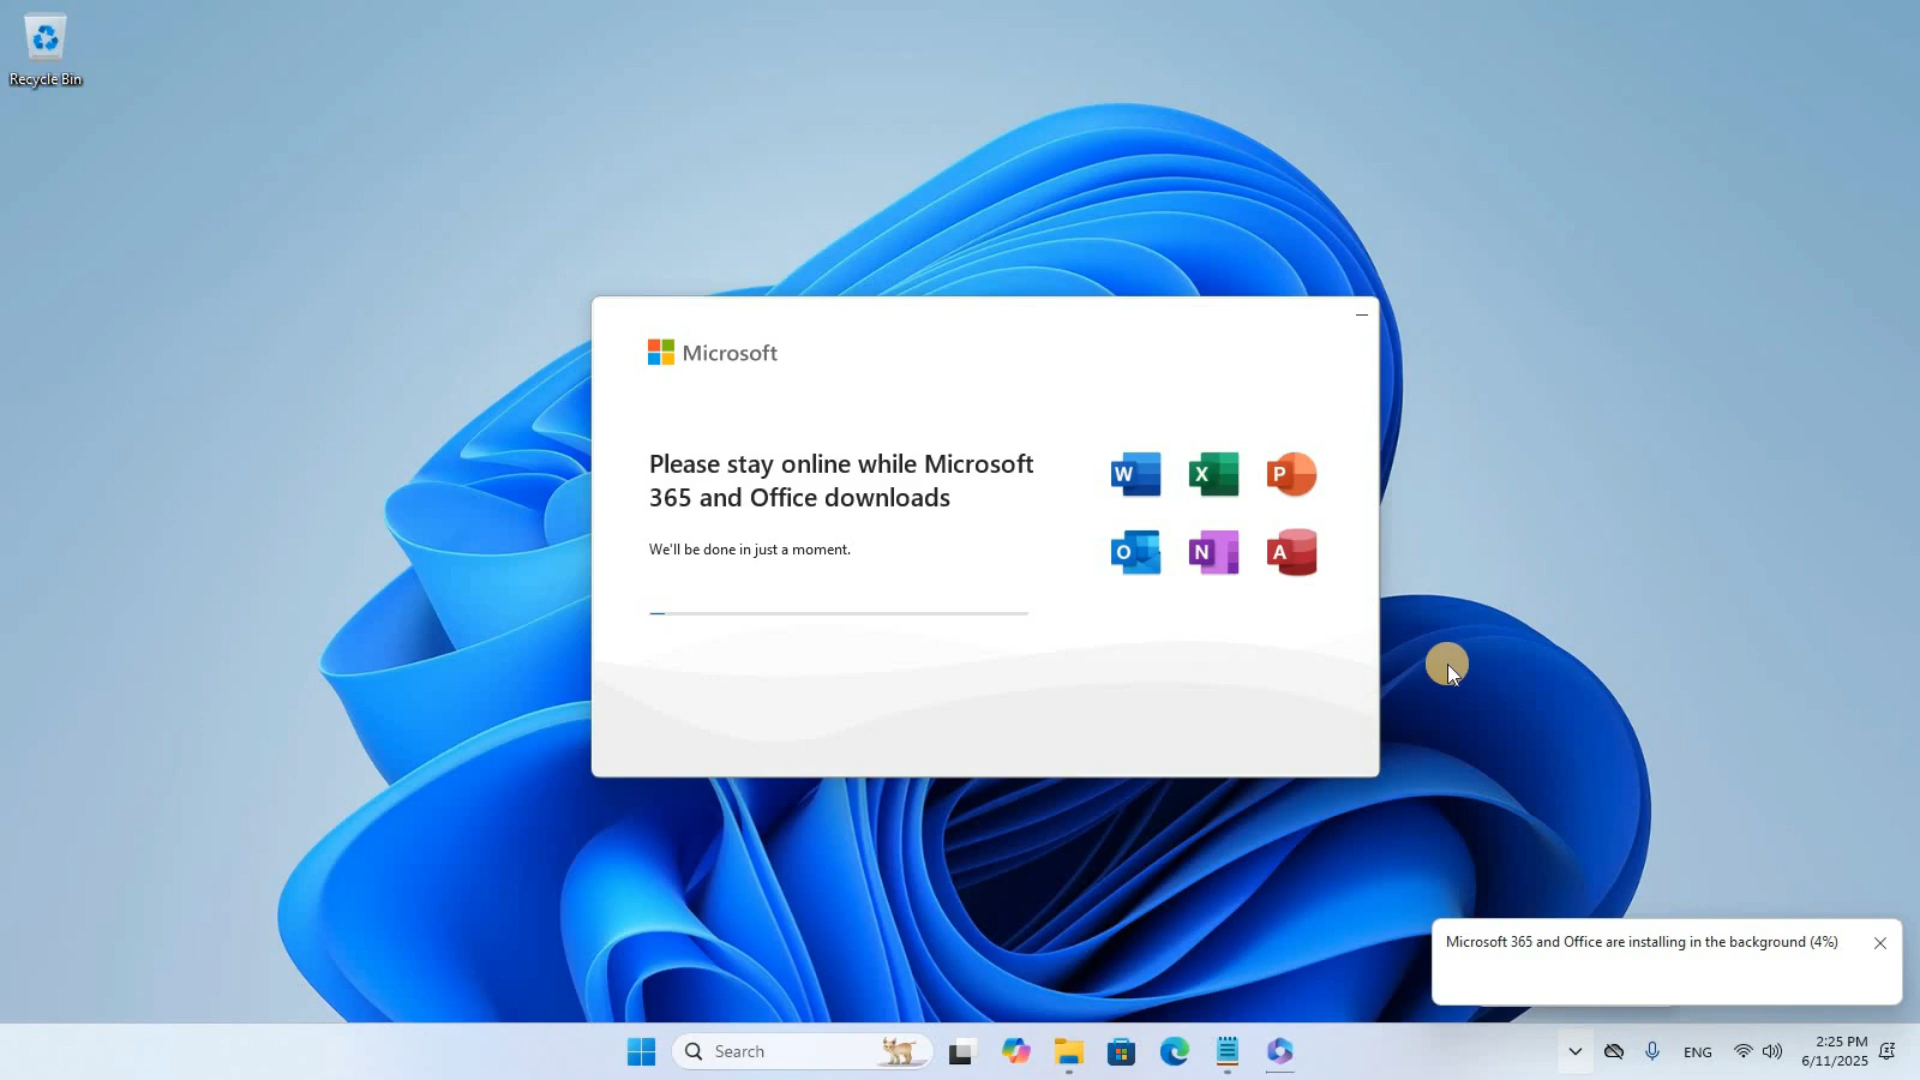 Recycle Bin
Microsoft
Please stay online while Microsoft
365 and Office downloads
We'll be done in just a moment.
W
X
P
O
N
A
Microsoft 365 and Office are installing in the background (4%)
Search
ENG
2:25 PM
6/11/2025